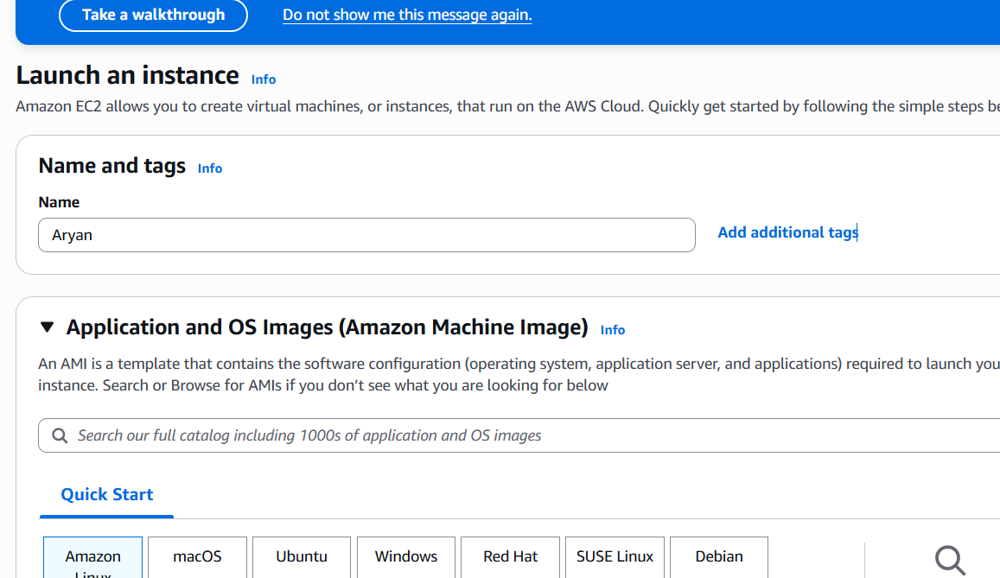 Take a walkthrough Do not show me this message again.
Launch an instance Info
Amazon EC2 allows you to create virtual machines, or instances, that run on the AWS Cloud. Quickly get started by following the simple steps
Name and tags Info
Name
Aryan Add additional tags
Application and OS Images (Amazon Machine Image) Info
An AMI is a template that contains the software configuration (operating system, application server, and applications) required to launch
instance. Search or Browse for AMIs if you don’t see what you are looking for below
Search our full catalog including 1000s of application and OS images
Quick Start
Amazon macOS Ubuntu Windows Red Hat SUSE Linux Debian
Linux